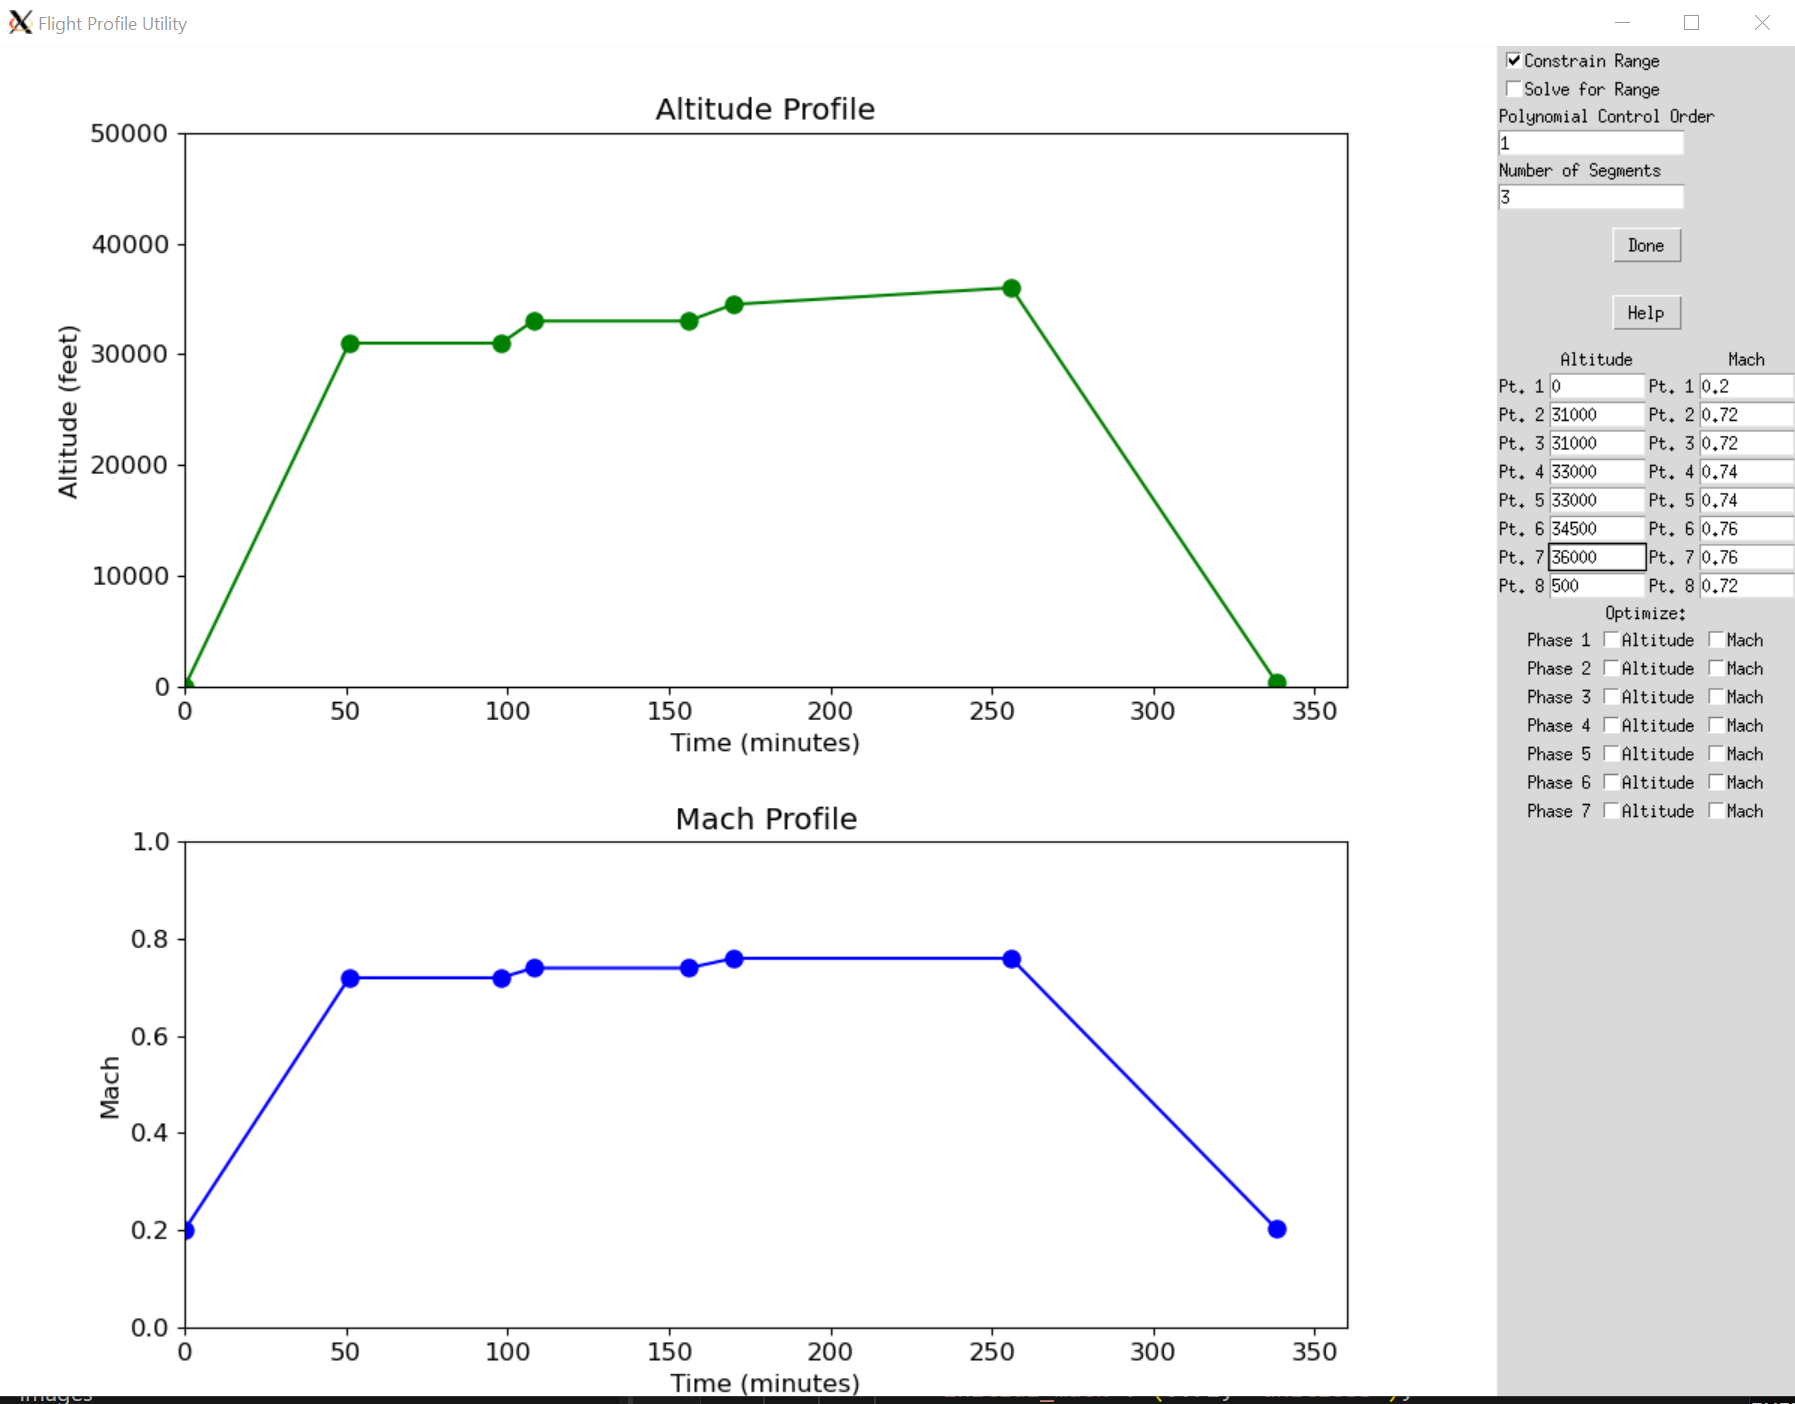 Flight Profile Utility
Altitude Profile
50000
40000
30000
20000
10000
0
Altitude (feet)
0 50 100 150 200 250 300 350
Time (minutes)
Mach Profile
1.0
0.8
0.6
0.4
0.2
0.0
Mach
0 50 100 150 200 250 300 350
Time (minutes)
Constrain Range
Solve for Range
Polynomial Control Order
1
Number of Segments
3
Done
Help
Altitude Mach
Pt. 1 0 Pt. 1 0.2
Pt. 2 31000 Pt. 2 0.72
Pt. 3 31000 Pt. 3 0.72
Pt. 4 33000 Pt. 4 0.74
Pt. 5 33000 Pt. 5 0.74
Pt. 6 34500 Pt. 6 0.76
Pt. 7 36000 Pt. 7 0.76
Pt. 8 500 Pt. 8 0.72
Optimize:
Phase 1 Altitude Mach
Phase 2 Altitude Mach
Phase 3 Altitude Mach
Phase 4 Altitude Mach
Phase 5 Altitude Mach
Phase 6 Altitude Mach
Phase 7 Altitude Mach